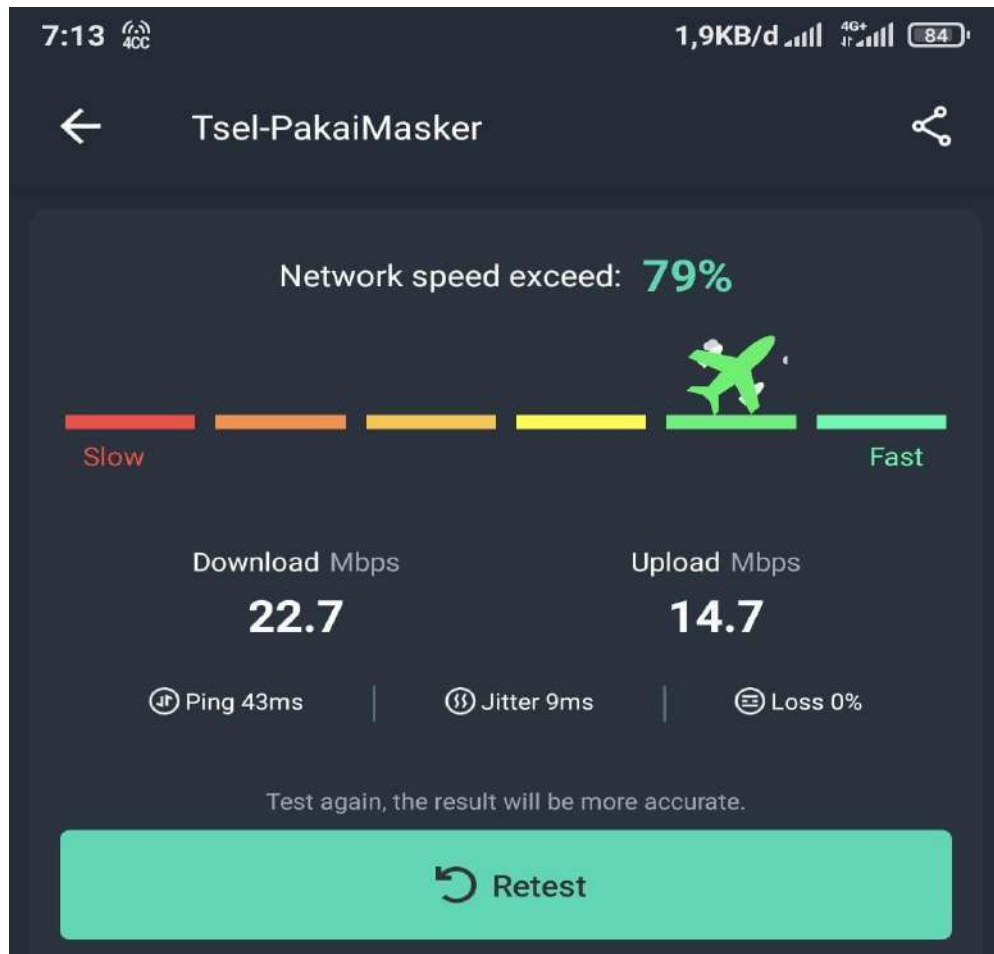 7:13 4CC 1,9KB/d 4G+ 84
Tsel-PakaiMasker
Network speed exceed: 79%
Slow Fast
Download Mbps Upload Mbps
22.7 14.7
Ping 43ms Jitter 9ms Loss 0%
Test again, the result will be more accurate.
Retest